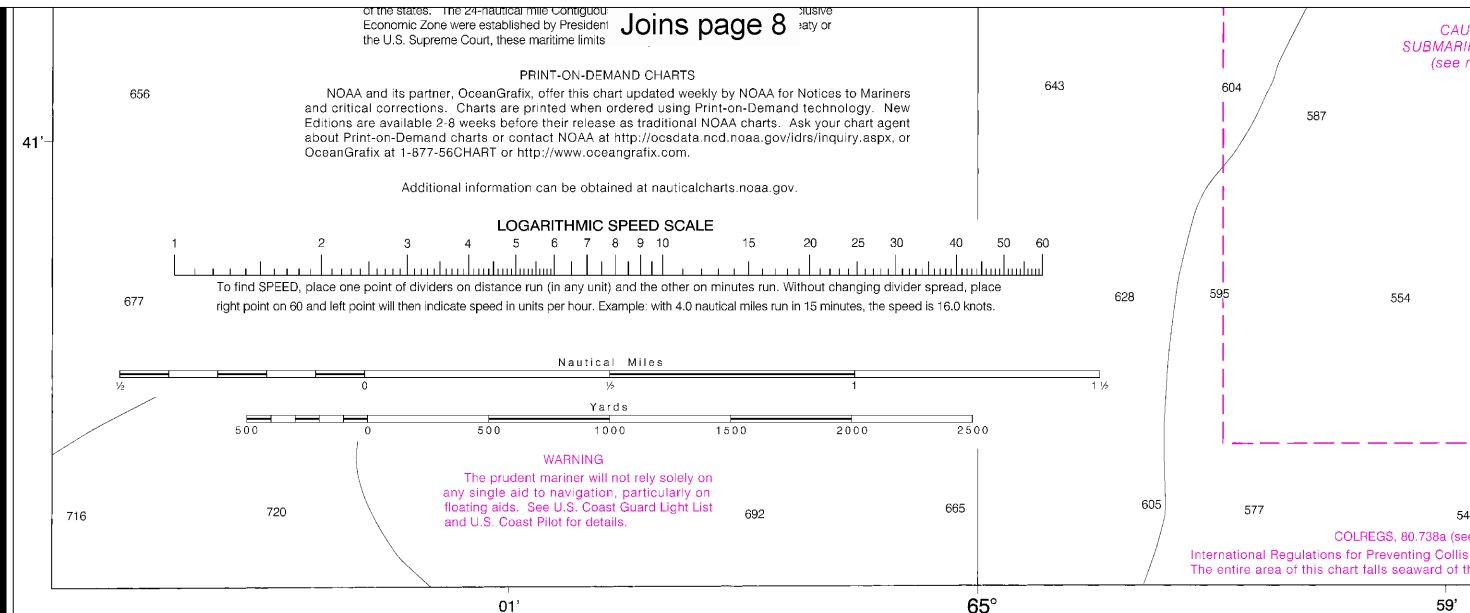 of the states. The 24-nautical mile Contiguou
Economic Zone were established by President
the U.S. Supreme Court, these maritime limits
Joins page 8
eaty or
CAU
SUBMARI
(see
PRINT-ON-DEMAND CHARTS
NOAA and its partner, OceanGrafix, offer this chart updated weekly by NOAA for Notices to Mariners
and critical corrections. Charts are printed when ordered using Print-on-Demand technology. New
Editions are available 2-8 weeks before their release as traditional NOAA charts. Ask your chart agent
about Print-on-Demand charts or contact NOAA at http://ocsdata.ncd.noaa.gov/idrs/inquiry.aspx, or
OceanGrafix at 1-877-56CHART or http://www.oceangrafix.com.
Additional information can be obtained at nauticalcharts.noaa.gov.
656
643
604
587
41'
LOGARITHMIC SPEED SCALE
1 2 3 4 5 6 7 8 9 10 15 20 25 30 40 50 60
To find SPEED, place one point of dividers on distance run (in any unit) and the other on minutes run. Without changing divider spread, place
right point on 60 and left point will then indicate speed in units per hour. Example: with 4.0 nautical miles run in 15 minutes, the speed is 16.0 knots.
677
628
595
554
Nautical Miles
½ 0 ½ 1 1 ½
Yards
500 0 500 1000 1500 2000 2500
WARNING
The prudent mariner will not rely solely on
any single aid to navigation, particularly on
floating aids. See U.S. Coast Guard Light List
and U.S. Coast Pilot for details.
716
720
692
665
605
577
54
COLREGS, 80.738a (see
International Regulations for Preventing Collis
The entire area of this chart falls seaward of th
01'
65°
59'